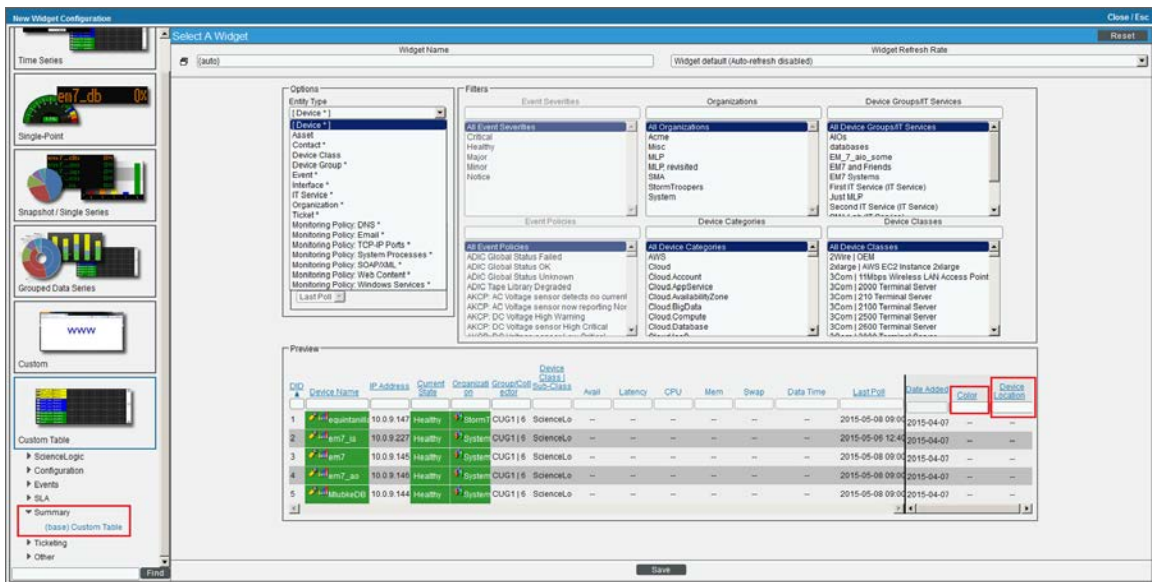 New Widget Configuration
Close / Esc
Select A Widget
Reset
Widget Name
Widget Refresh Rate
(auto)
Widget default (Auto-refresh disabled)
Time Series
em7_db 0%
Single-Point
Snapshot / Single Series
Grouped Data Series
WWW
Custom
Custom Table
ScienceLogic
Configuration
Events
SLA
Summary
(base) Custom Table
Ticketing
Other
Find
Options
Entity Type
[Device *]
[Device *]
Asset
Contact *
Device Class
Device Group *
Event *
Interface *
IT Service *
Organization *
Ticket *
Monitoring Policy: DNS *
Monitoring Policy: Email *
Monitoring Policy: TCP-IP Ports *
Monitoring Policy: System Processes *
Monitoring Policy: SOAP/XML *
Monitoring Policy: Web Content *
Monitoring Policy: Windows Services *
Last Poll
Filters
Event Severities
All Event Severities
Critical
Healthy
Major
Minor
Notice
Organizations
All Organizations
Acme
Misc
MLP
MLP, revisited
SMA
StormTroopers
System
Device Groups/IT Services
All Device Groups/IT Services
AIOs
databases
EM_7_aio_some
EM7 and Friends
EM7 Systems
First IT Service (IT Service)
Just MLP
Second IT Service (IT Service)
Event Policies
All Event Policies
ADIC Global Status Failed
ADIC Global Status OK
ADIC Global Status Unknown
ADIC Tape Library Degraded
AKCP: AC Voltage sensor detects no current
AKCP: AC Voltage sensor now reporting Nor
AKCP: DC Voltage High Warning
AKCP: DC Voltage sensor High Critical
Device Categories
All Device Categories
AWS
Cloud
Cloud.Account
Cloud.AppService
Cloud.AvailabilityZone
Cloud.BigData
Cloud.Compute
Cloud.Database
Device Classes
All Device Classes
2Wire | OEM
2xlarge | AWS EC2 Instance 2xlarge
3Com | 11Mbps Wireless LAN Access Point
3Com | 2000 Terminal Server
3Com | 210 Terminal Server
3Com | 2100 Terminal Server
3Com | 2500 Terminal Server
3Com | 2600 Terminal Server
Preview
DID Device Name IP Address Current State Organization Group/Collector Device Class | Sub-Class Avail Latency CPU Mem Swap Data Time Last Poll Date Added Color Device Location
1 equintanilla 10.0.9.147 Healthy StormT CUG1 | 6 ScienceLo -- -- -- -- -- -- 2015-05-08 09:00 2015-04-07 -- --
2 em7_is 10.0.9.227 Healthy System CUG1 | 6 ScienceLo -- -- -- -- -- -- 2015-05-06 12:40 2015-04-07 -- --
3 em7 10.0.9.145 Healthy System CUG1 | 6 ScienceLo -- -- -- -- -- -- 2015-05-08 09:00 2015-04-07 -- --
4 em7_ao 10.0.9.146 Healthy System CUG1 | 6 ScienceLo -- -- -- -- -- -- 2015-05-08 09:00 2015-04-07 -- --
5 MlubkeDB 10.0.9.144 Healthy System CUG1 | 6 ScienceLo -- -- -- -- -- -- 2015-05-08 09:00 2015-04-07 -- --
Save